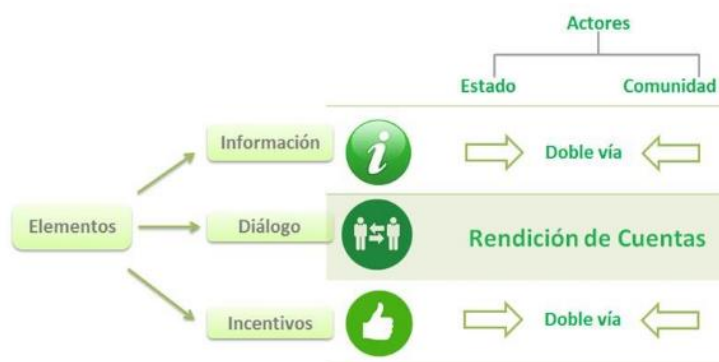 Actores
Estado Comunidad
Información
i
Doble vía
Elementos
Diálogo
Rendición de Cuentas
Incentivos
Doble vía